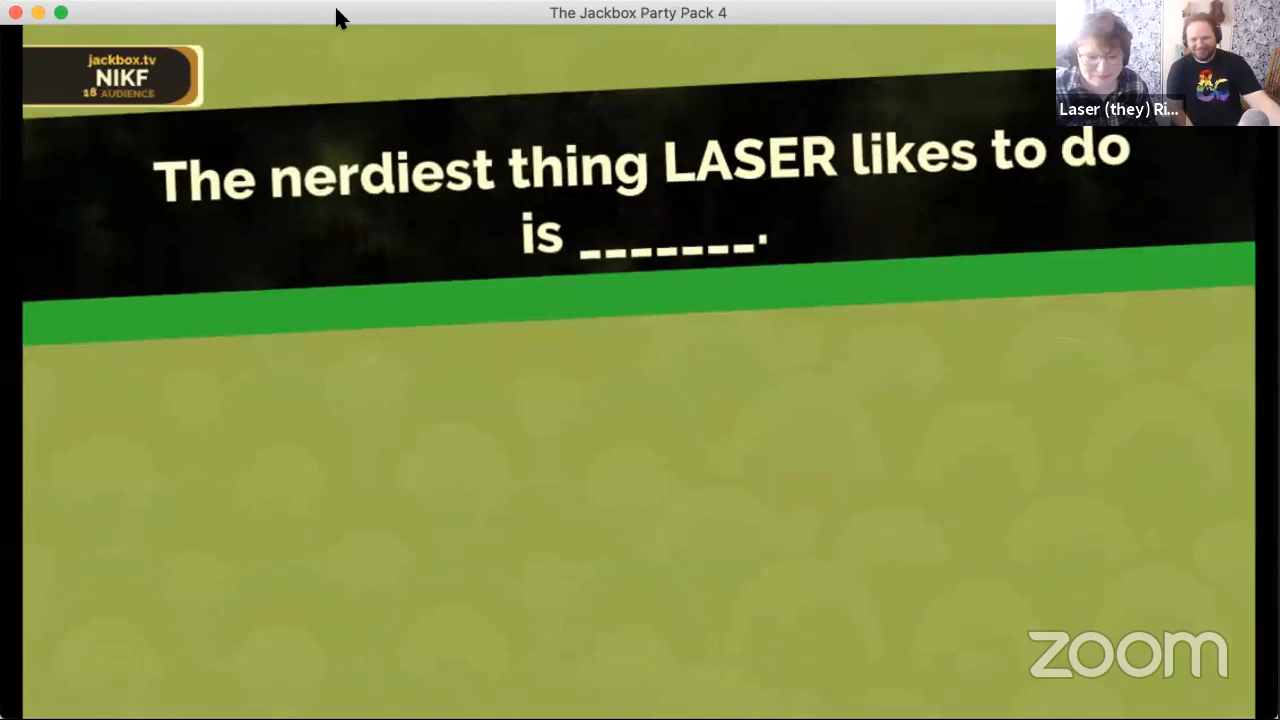 The Jackbox Party Pack 4
jackbox.tv
NIKF
18 AUDIENCE
Laser (they) Ri...
The nerdiest thing LASER likes to do
is _______.
zoom